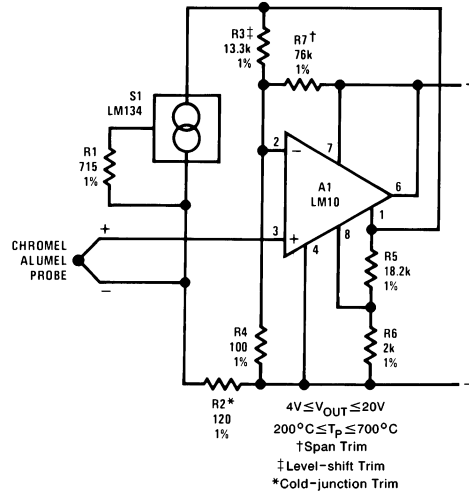 R3‡
13.3k
1%
R7†
76k
1%
S1
LM134
R1
715
1%
2
−
7
A1
LM10
6
1
3
+
4
8
+
CHROMEL
ALUMEL
PROBE
−
R5
18.2k
1%
R4
100
1%
R6
2k
1%
R2*
120
1%
4V≤VOUT≤20V
200°C≤TP≤700°C
†Span Trim
‡Level-shift Trim
*Cold-junction Trim